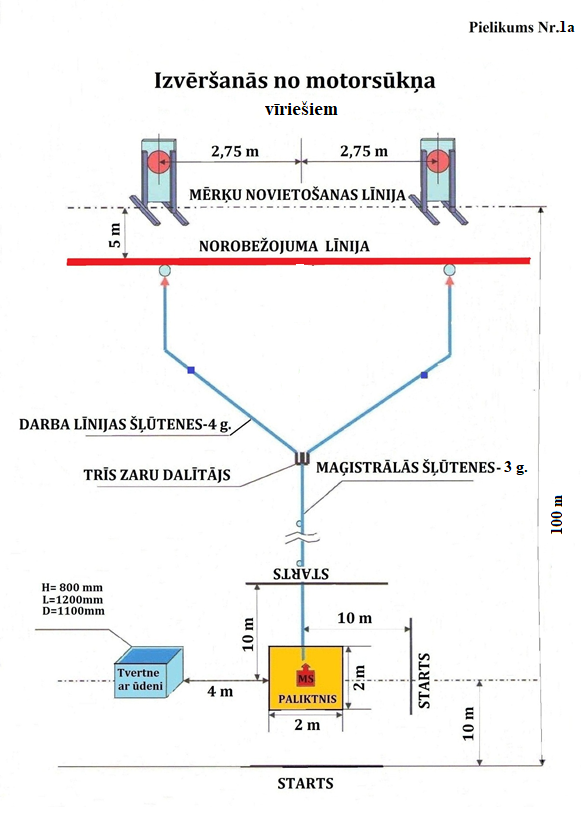 Pielikums Nr.1a
Izvēršanās no motorsūkņa
vīriešiem
2,75 m
2,75 m
MĒRĶU NOVIETOŠANAS LĪNIJA
5 m
NOROBEŽOJUMA LĪNIJA
DARBA LĪNIJAS ŠĻŪTENES-4 g.
TRĪS ZARU DALĪTĀJS
MAĢISTRĀLĀS ŠĻŪTENES- 3 g.
100 m
STARTS
H= 800 mm
L=1200mm
D=1100mm
10 m
10 m
Tvertne
ar ūdeni
4 m
MS
PALIKTNIS
2 m
2 m
STARTS
10 m
STARTS